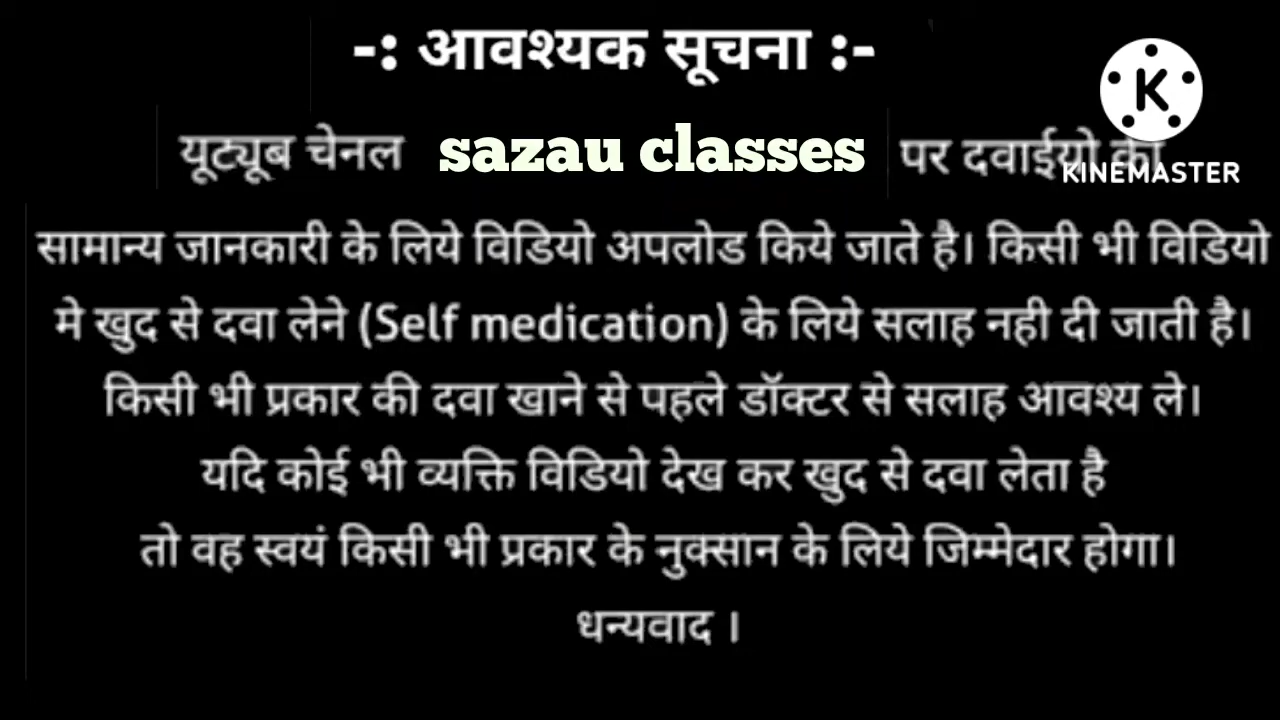 -: आवश्यक सूचना :-
यूट्यूब चेनल sazau classes पर दवाईयो का
K
KINEMASTER
सामान्य जानकारी के लिये विडियो अपलोड किये जाते है। किसी भी विडियो
मे खुद से दवा लेने (Self medication) के लिये सलाह नही दी जाती है।
किसी भी प्रकार की दवा खाने से पहले डॉक्टर से सलाह आवश्य ले।
यदि कोई भी व्यक्ति विडियो देख कर खुद से दवा लेता है
तो वह स्वयं किसी भी प्रकार के नुक्सान के लिये जिम्मेदार होगा।
धन्यवाद ।